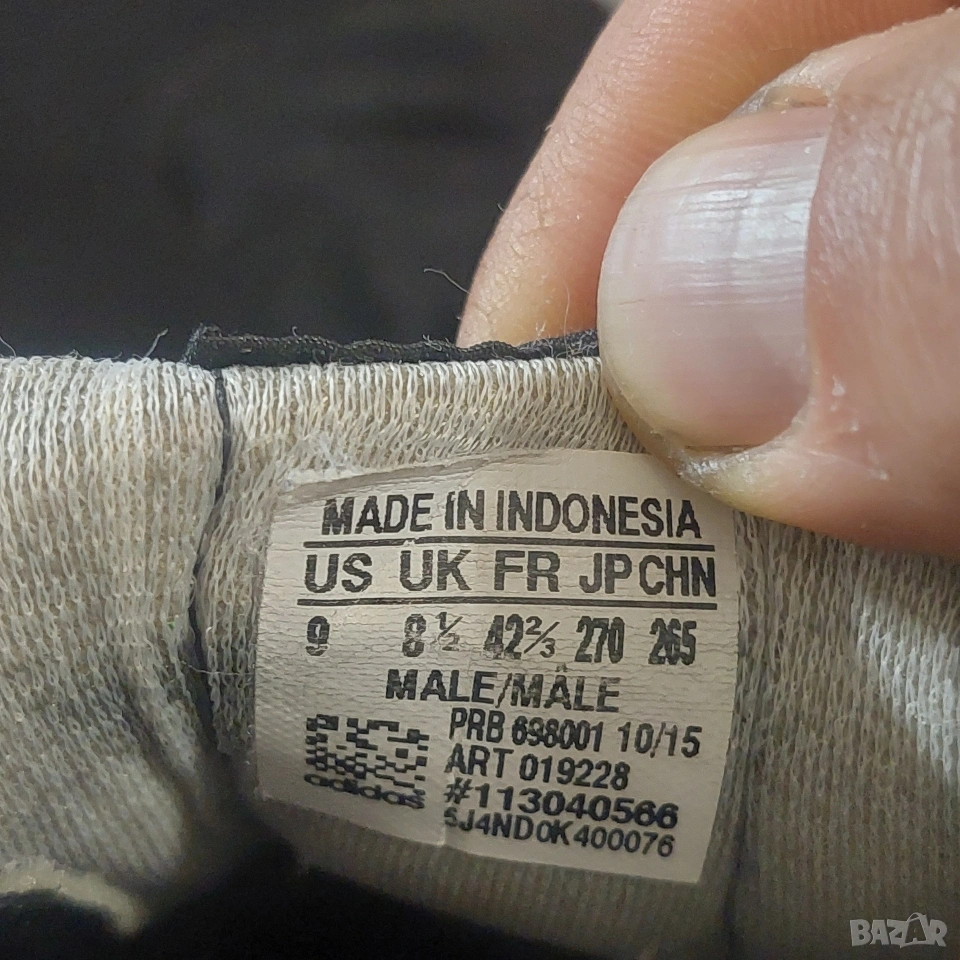 MADE IN INDONESIA
US UK FR JP CHN
9 8½ 42⅔ 270 265
MALE/MÂLE
PRB 698001 10/15
ART 019228
#113040566
5J4ND0K400076
adidas
BAZAR